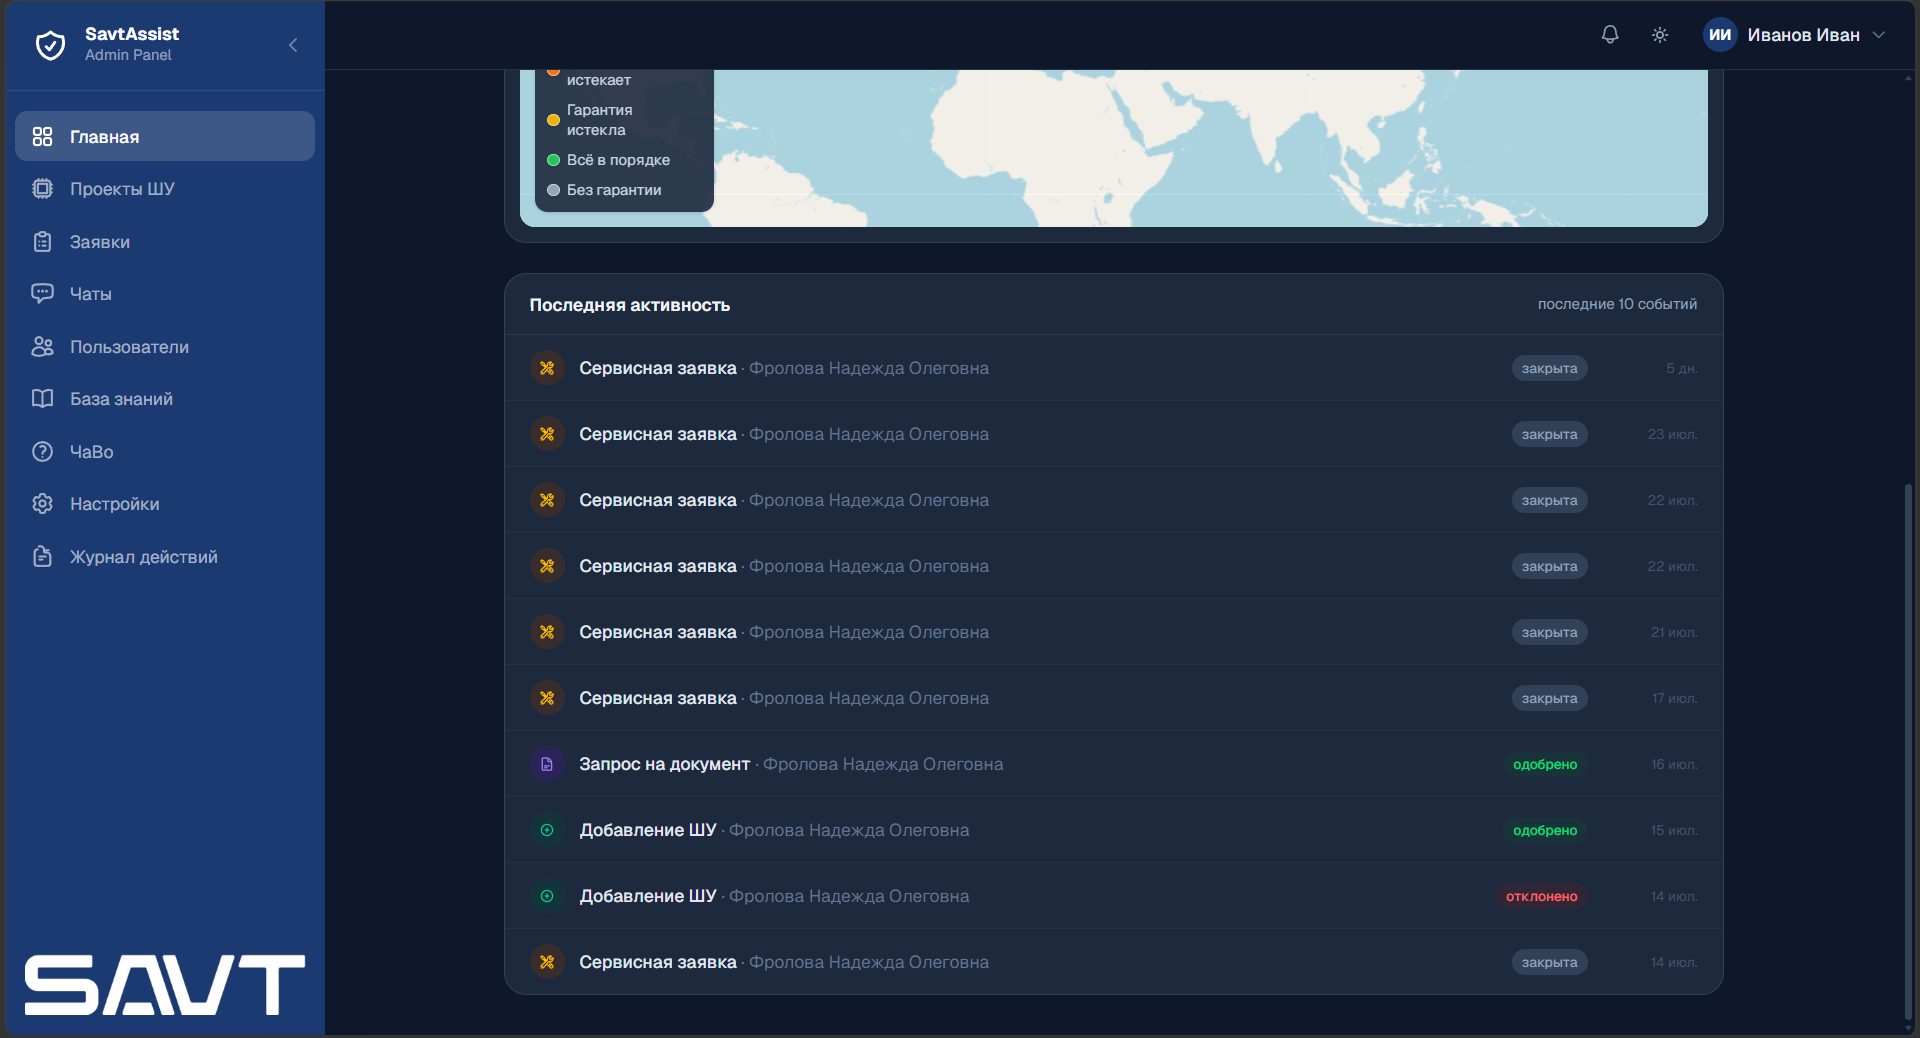 SavtAssist
Admin Panel
Главная
Проекты ШУ
Заявки
Чаты
Пользователи
База знаний
ЧаВо
Настройки
Журнал действий
SAVT
ИИ Иванов Иван
истекает
Гарантия
истекла
Всё в порядке
Без гарантии
Последняя активность последние 10 событий
Сервисная заявка · Фролова Надежда Олеговна закрыта 5 дн.
Сервисная заявка · Фролова Надежда Олеговна закрыта 23 июл.
Сервисная заявка · Фролова Надежда Олеговна закрыта 22 июл.
Сервисная заявка · Фролова Надежда Олеговна закрыта 22 июл.
Сервисная заявка · Фролова Надежда Олеговна закрыта 21 июл.
Сервисная заявка · Фролова Надежда Олеговна закрыта 17 июл.
Запрос на документ · Фролова Надежда Олеговна одобрено 16 июл.
Добавление ШУ · Фролова Надежда Олеговна одобрено 15 июл.
Добавление ШУ · Фролова Надежда Олеговна отклонено 14 июл.
Сервисная заявка · Фролова Надежда Олеговна закрыта 14 июл.